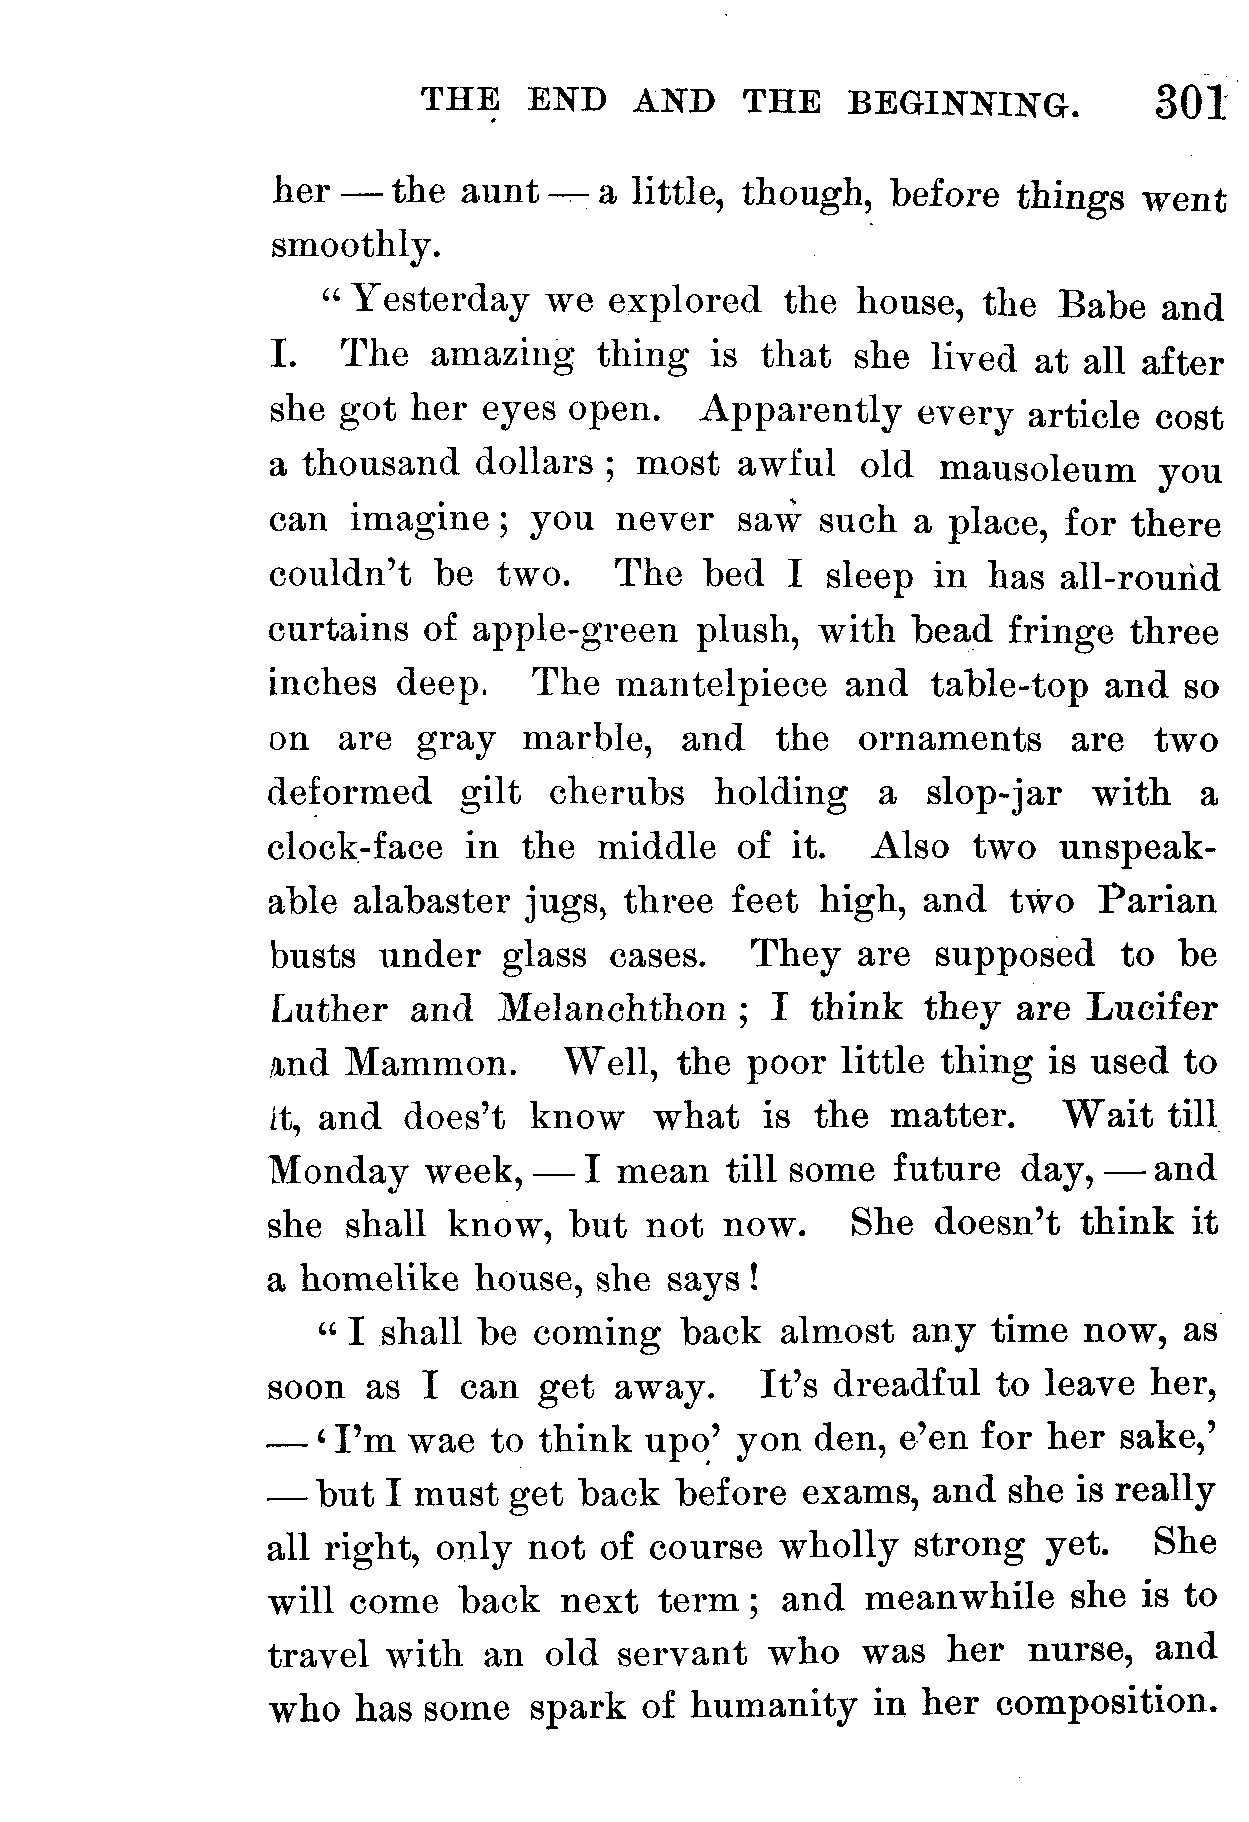 THE END AND THE BEGINNING. 301
her — the aunt — a little, though, before things went
smoothly.
“ Yesterday we explored the house, the Babe and
I. The amazing thing is that she lived at all after
she got her eyes open. Apparently every article cost
a thousand dollars ; most awful old mausoleum you
can imagine ; you never saw such a place, for there
couldn’t be two. The bed I sleep in has all-round
curtains of apple-green plush, with bead fringe three
inches deep. The mantelpiece and table-top and so
on are gray marble, and the ornaments are two
deformed gilt cherubs holding a slop-jar with a
clock-face in the middle of it. Also two unspeak-
able alabaster jugs, three feet high, and two Parian
busts under glass cases. They are supposed to be
Luther and Melanchthon ; I think they are Lucifer
and Mammon. Well, the poor little thing is used to
it, and does’t know what is the matter. Wait till
Monday week, — I mean till some future day, — and
she shall know, but not now. She doesn’t think it
a homelike house, she says !
“ I shall be coming back almost any time now, as
soon as I can get away. It’s dreadful to leave her,
— ‘ I’m wae to think upo’ yon den, e’en for her sake,’
— but I must get back before exams, and she is really
all right, only not of course wholly strong yet. She
will come back next term ; and meanwhile she is to
travel with an old servant who was her nurse, and
who has some spark of humanity in her composition.